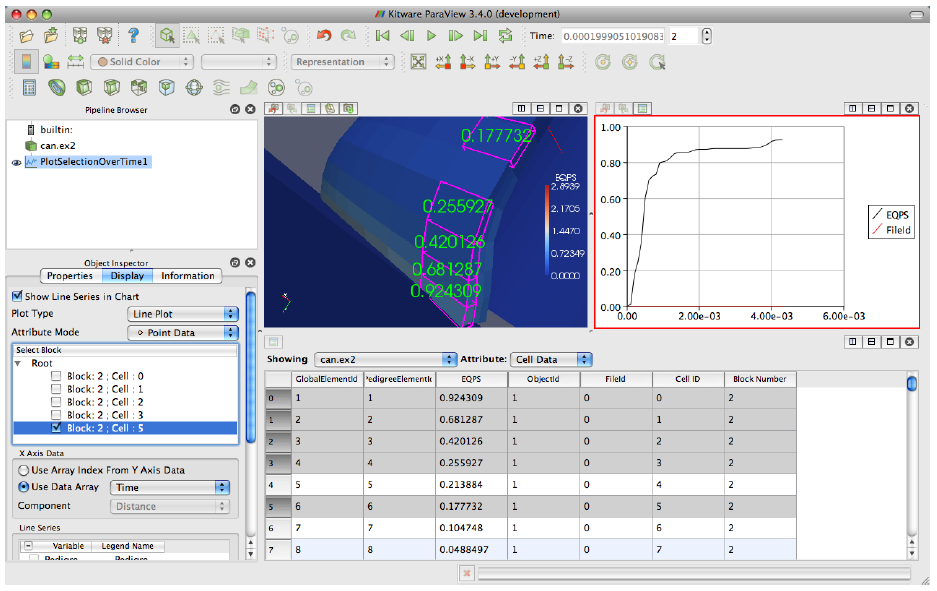 Kitware ParaView 3.4.0 (development)
Time: 0.0001999051019083 2
Solid Color Representation
+X -X +Y -Y +Z -Z
Pipeline Browser
builtin:
can.ex2
PlotSelectionOverTime1
Object Inspector
Properties Display Information
Show Line Series in Chart
Plot Type Line Plot
Attribute Mode Point Data
Select Block
Root
Block: 2 ; Cell : 0
Block: 2 ; Cell : 1
Block: 2 ; Cell : 2
Block: 2 ; Cell : 3
Block: 2 ; Cell : 5
X Axis Data
Use Array Index From Y Axis Data
Use Data Array Time
Component Distance
Line Series
Variable Legend Name
Pedigre Pedigre
0.177732
0.255927
0.420126
0.681287
0.924309
EQPS
2.8939
2.1705
1.4470
0.72349
0.0000
1.00
0.80
0.60
0.40
0.20
0.00
0.00 2.00e-03 4.00e-03 6.00e-03
EQPS
FileId
Showing can.ex2 Attribute: Cell Data
GlobalElementId PedigreeElementId EQPS ObjectId FileId Cell ID Block Number
0 1 1 0.924309 1 0 0 2
1 2 2 0.681287 1 0 1 2
2 3 3 0.420126 1 0 2 2
3 4 4 0.255927 1 0 3 2
4 5 5 0.213884 1 0 4 2
5 6 6 0.177732 1 0 5 2
6 7 7 0.104748 1 0 6 2
7 8 8 0.0488497 1 0 7 2